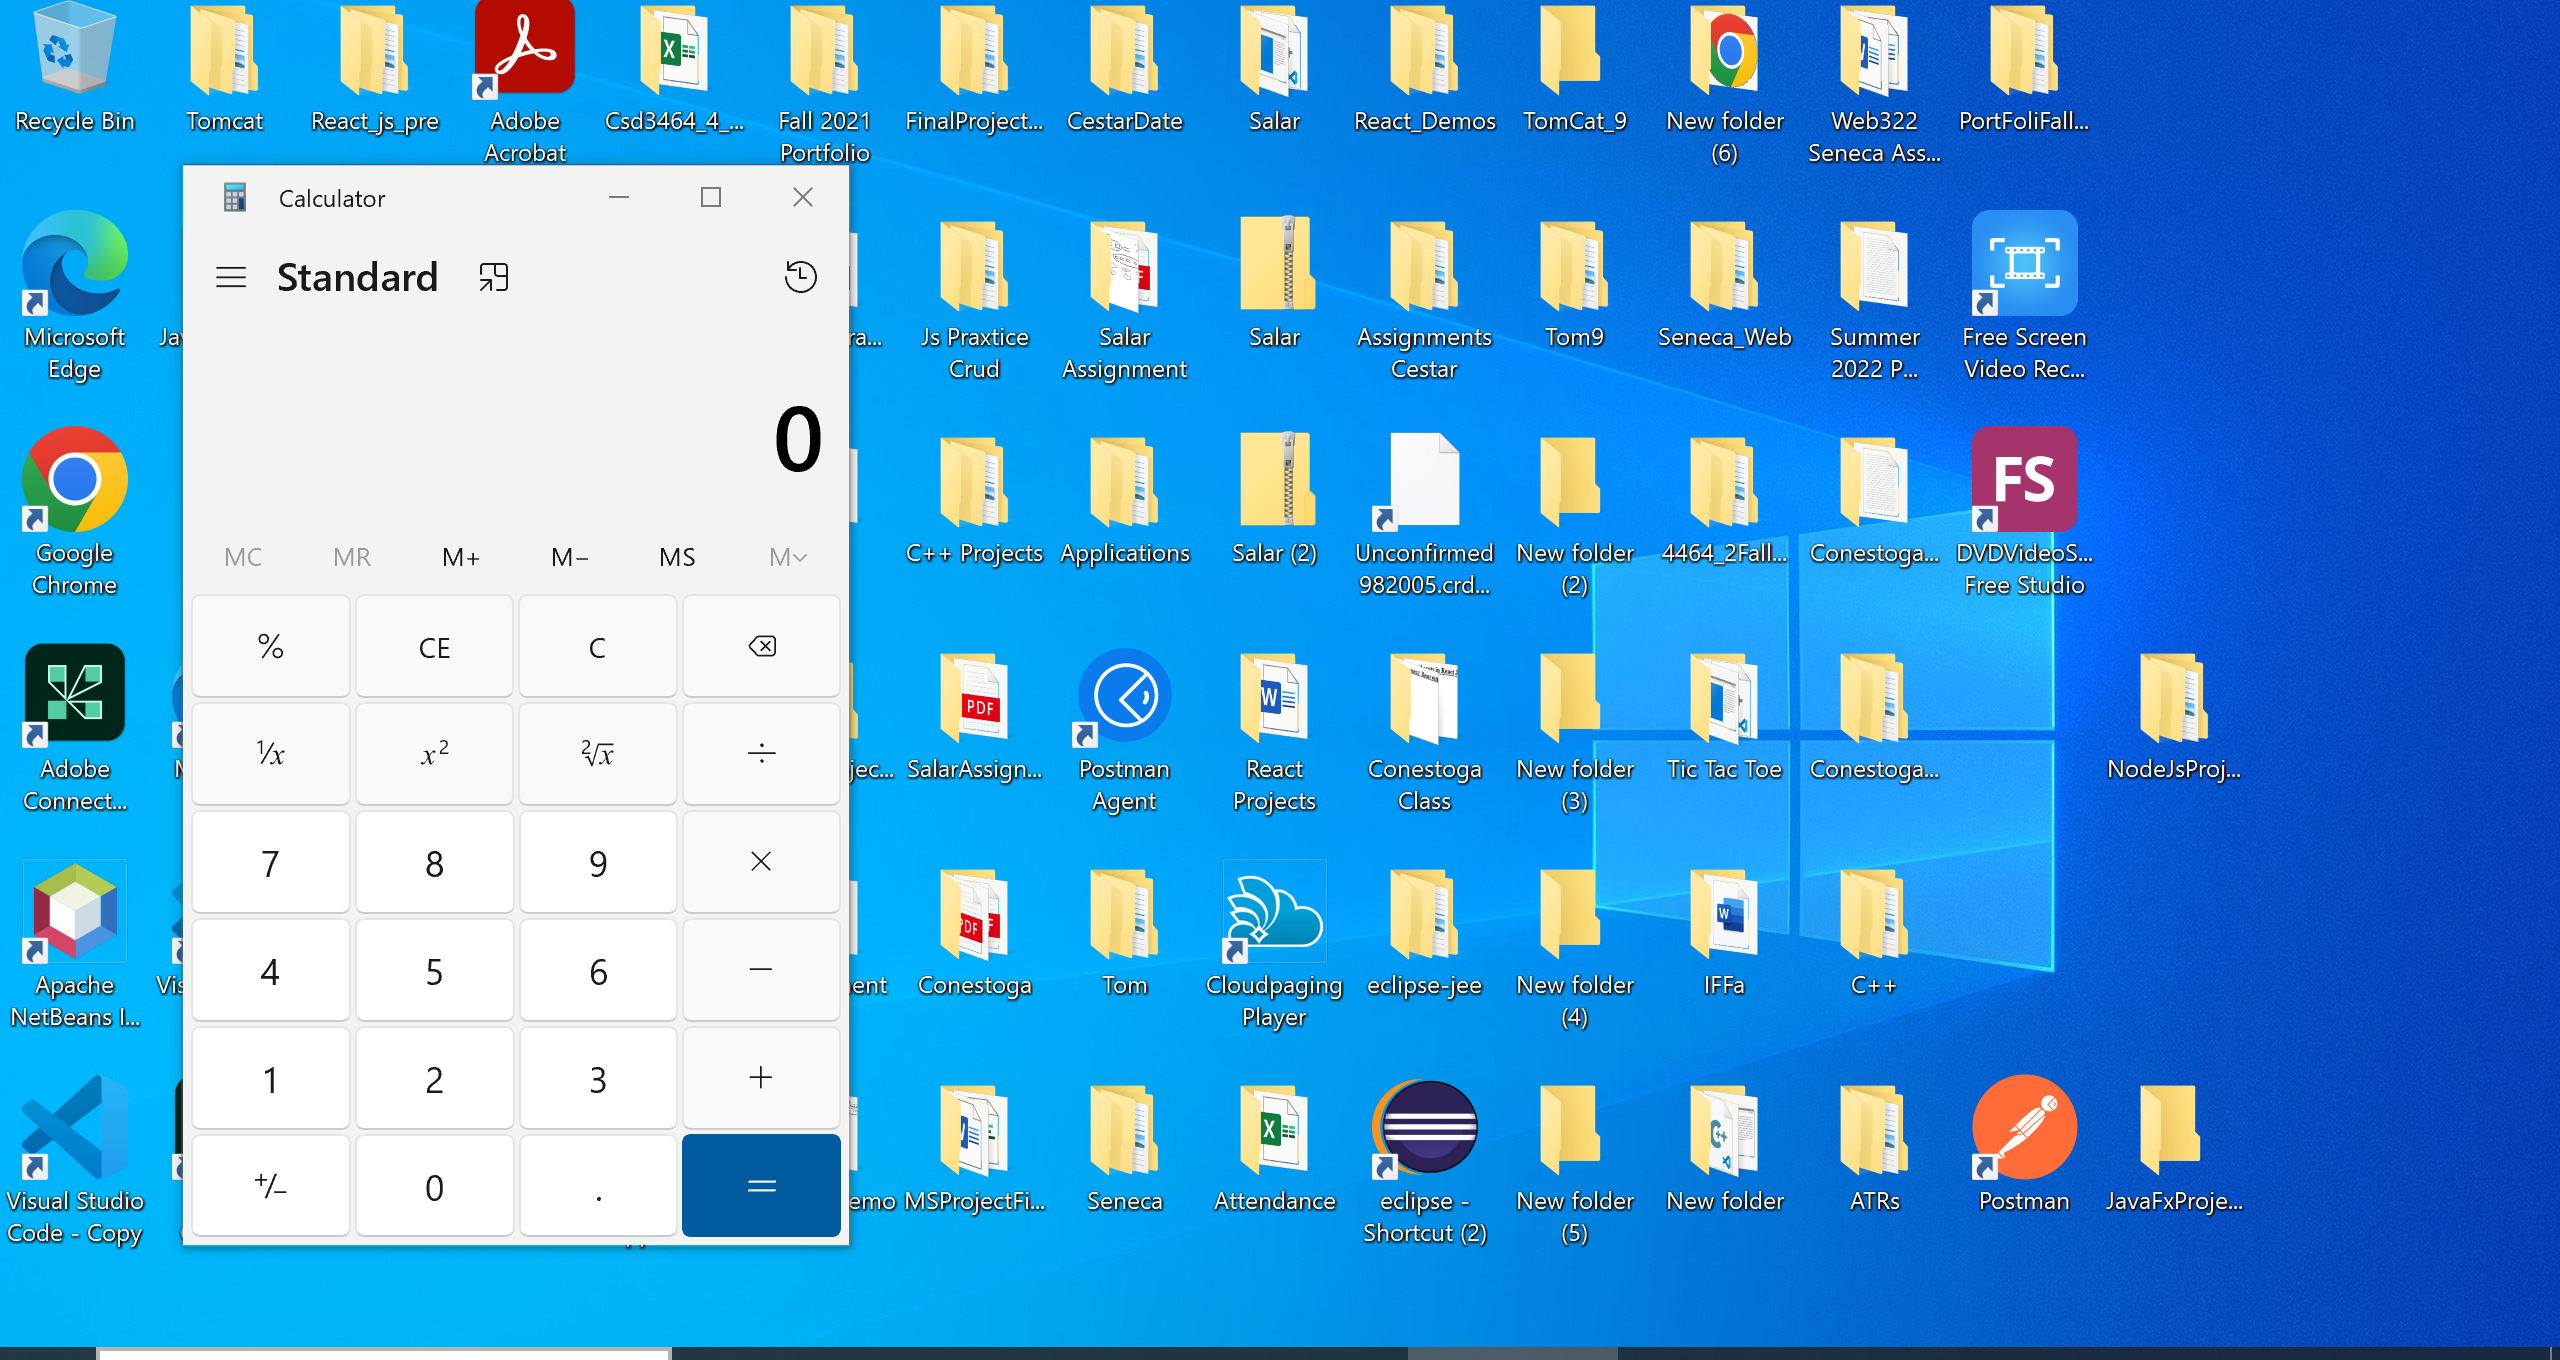 Recycle Bin
Tomcat
React_js_pre
Adobe
Acrobat
Csd3464_4_...
Fall 2021
Portfolio
FinalProject...
CestarDate
Salar
React_Demos
TomCat_9
New folder
(6)
Web322
Seneca Ass...
PortFoliFall...
Calculator
Standard
0
MC MR M+ M− MS M
% CE C
1/x x² ²√x ÷
7 8 9 ×
4 5 6 −
1 2 3 +
+/− 0 . =
Microsoft
Edge
Ja
ra...
Js Praxtice
Crud
Salar
Assignment
Salar
Assignments
Cestar
Tom9
Seneca_Web
Summer
2022 P...
Free Screen
Video Rec...
Google
Chrome
C++ Projects
Applications
Salar (2)
Unconfirmed
982005.crd...
New folder
(2)
4464_2Fall...
Conestoga...
FS
DVDVideoS...
Free Studio
Adobe
Connect...
jec...
PDF
SalarAssign...
Postman
Agent
React
Projects
Conestoga
Class
New folder
(3)
Tic Tac Toe
Conestoga...
NodeJsProj...
Apache
NetBeans I...
Vis
ent
Conestoga
Tom
Cloudpaging
Player
eclipse-jee
New folder
(4)
IFFa
C++
Visual Studio
Code - Copy
emo
MSProjectFi...
Seneca
Attendance
eclipse -
Shortcut (2)
New folder
(5)
New folder
ATRs
Postman
JavaFxProje...